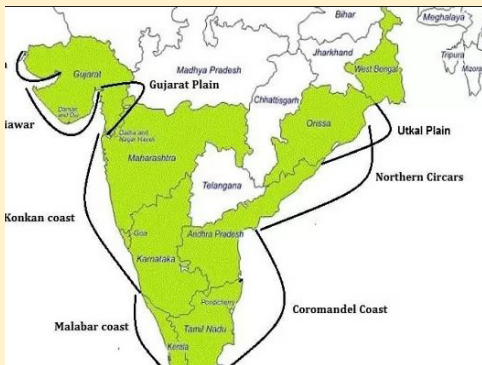 Bihar
Meghalaya
Jharkhand
Tripura
Gujarat
Madhya Pradesh
West Bengal
Gujarat Plain
Daman and Diu
Chhattisgarh
iawar
Orissa
Utkal Plain
Dadra and
Nagar Haveli
Maharashtra
Telangana
Northern Circars
Konkan coast
Goa
Andhra Pradesh
Karnataka
Coromandel Coast
Malabar coast
Tamil Nadu
Kerala